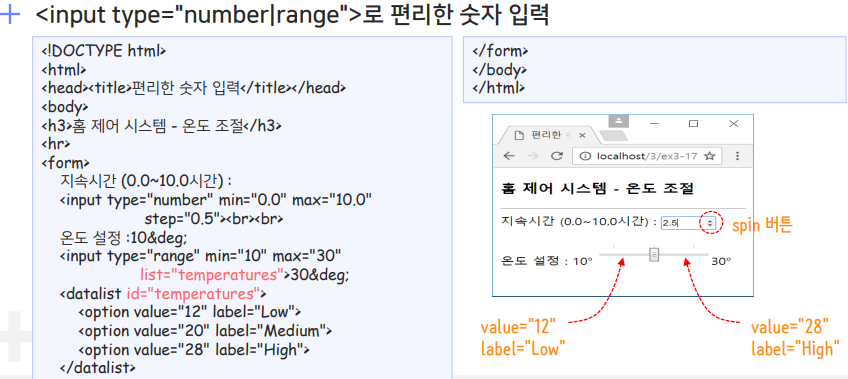 <input type="number|range">로 편리한 숫자 입력
<!DOCTYPE html>
<html>
<head><title>편리한 숫자 입력</title></head>
<body>
<h3>홈 제어 시스템 - 온도 조절</h3>
<hr>
<form>
지속시간 (0.0~10.0시간) :
<input type="number" min="0.0" max="10.0"
step="0.5"><br><br>
온도 설정 :10&deg;
<input type="range" min="10" max="30"
list="temperatures">30&deg;
<datalist id="temperatures">
<option value="12" label="Low">
<option value="20" label="Medium">
<option value="28" label="High">
</datalist>
</form>
</body>
</html>
편리한
localhost/3/ex3-17
홈 제어 시스템 - 온도 조절
지속시간 (0.0~10.0시간) : 2.5
spin 버튼
온도 설정 : 10° 30°
value="12"
label="Low"
value="28"
label="High"